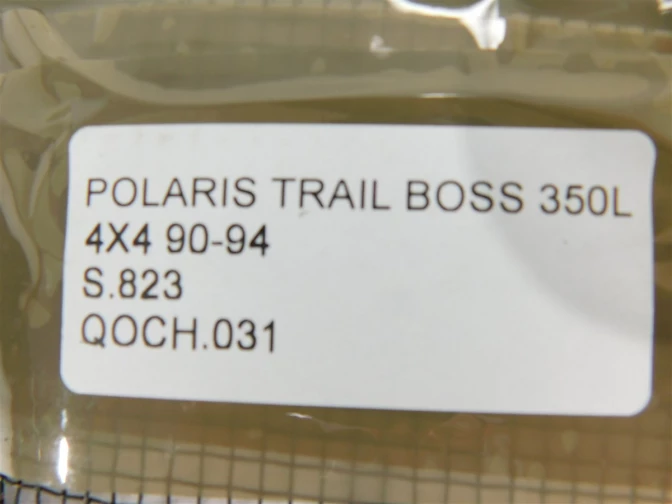 POLARIS TRAIL BOSS 350L
4X4 90-94
S.823
QOCH.031